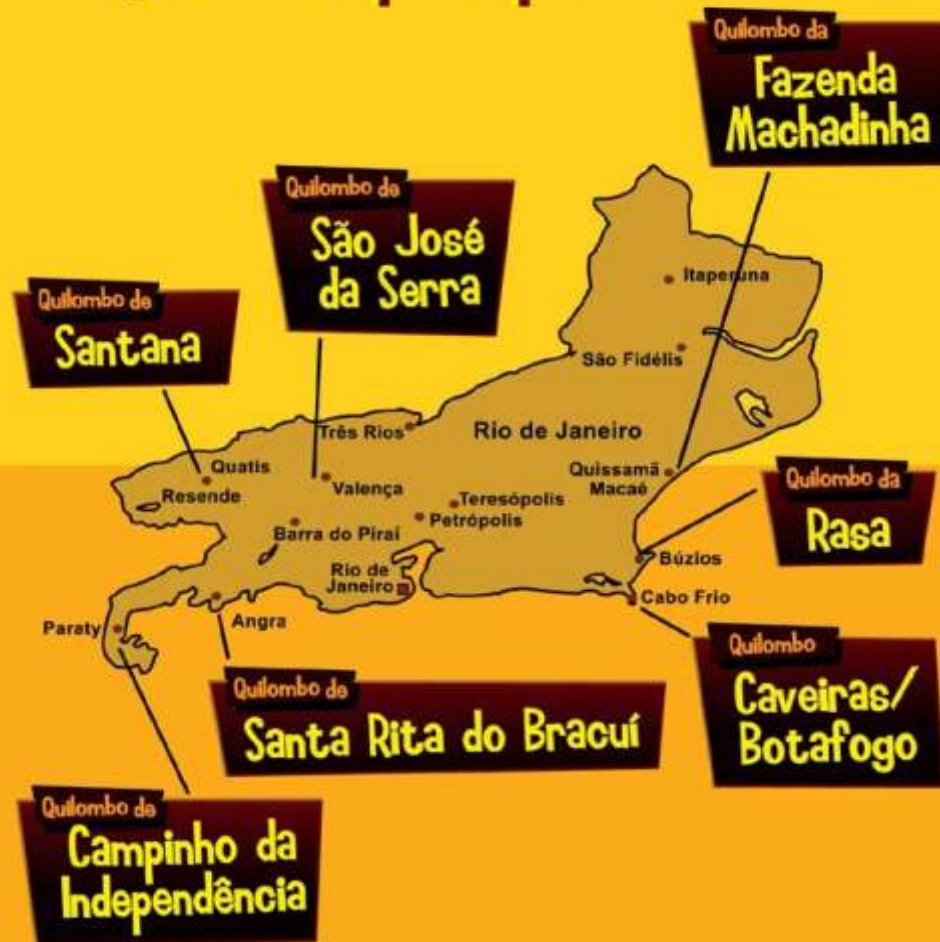 Quilombo da
Fazenda
Machadinha
Quilombo de
São José
da Serra
Quilombo de
Santana
Itaperuna
São Fidélis
Três Rios
Rio de Janeiro
Quatis
Resende
Valença
Quissamã
Macaé
Teresópolis
Petrópolis
Barra do Piraí
Rio de
Janeiro
Quilombo da
Rasa
Búzios
Cabo Frio
Paraty
Angra
Quilombo
Caveiras/
Botafogo
Quilombo de
Santa Rita do Bracuí
Quilombo de
Campinho da
Independência